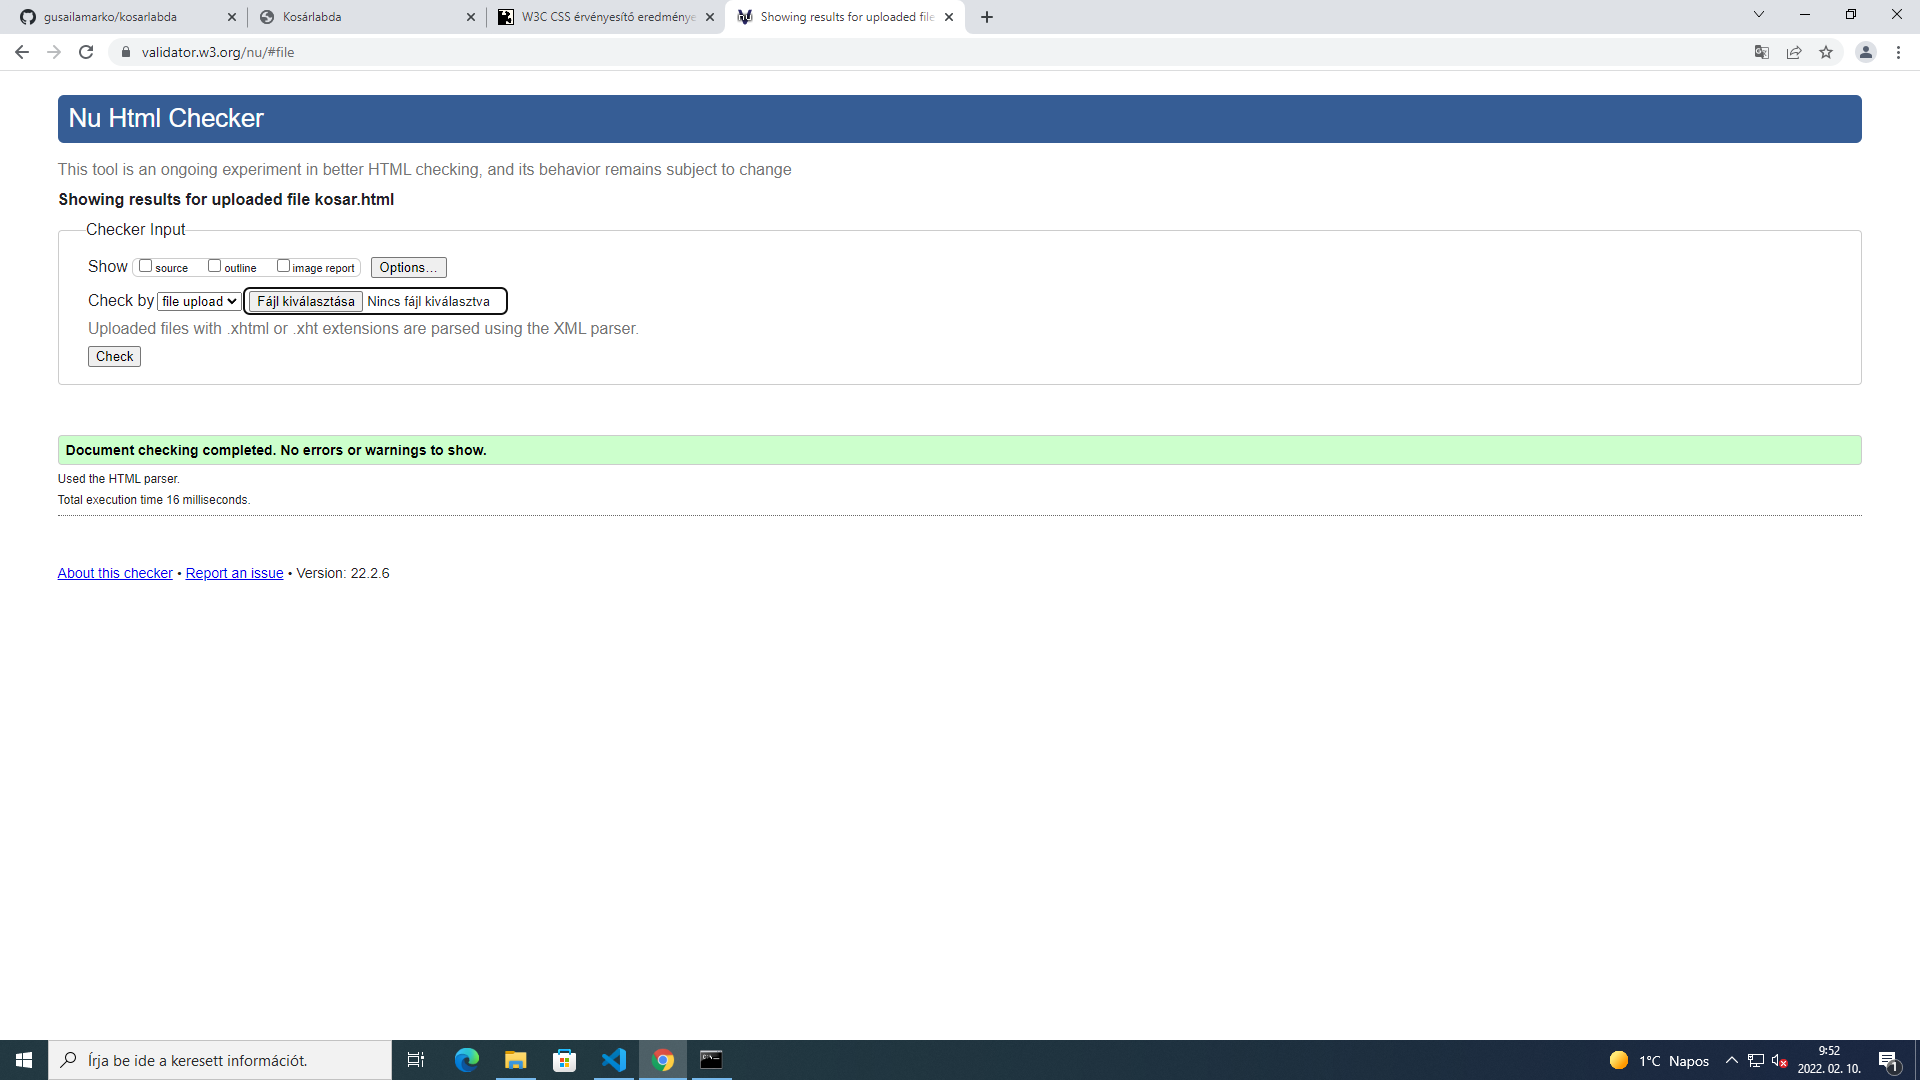 gusailamarko/kosarlabda
Kosárlabda
W3C CSS érvényesítő eredménye
Showing results for uploaded file
validator.w3.org/nu/#file
Nu Html Checker
This tool is an ongoing experiment in better HTML checking, and its behavior remains subject to change
Showing results for uploaded file kosar.html
Checker Input
Show source outline image report Options...
Check by file upload Fájl kiválasztása Nincs fájl kiválasztva
Uploaded files with .xhtml or .xht extensions are parsed using the XML parser.
Check
Document checking completed. No errors or warnings to show.
Used the HTML parser.
Total execution time 16 milliseconds.
About this checker • Report an issue • Version: 22.2.6
Írja be ide a keresett információt.
1°C Napos
9:52
2022. 02. 10.
1